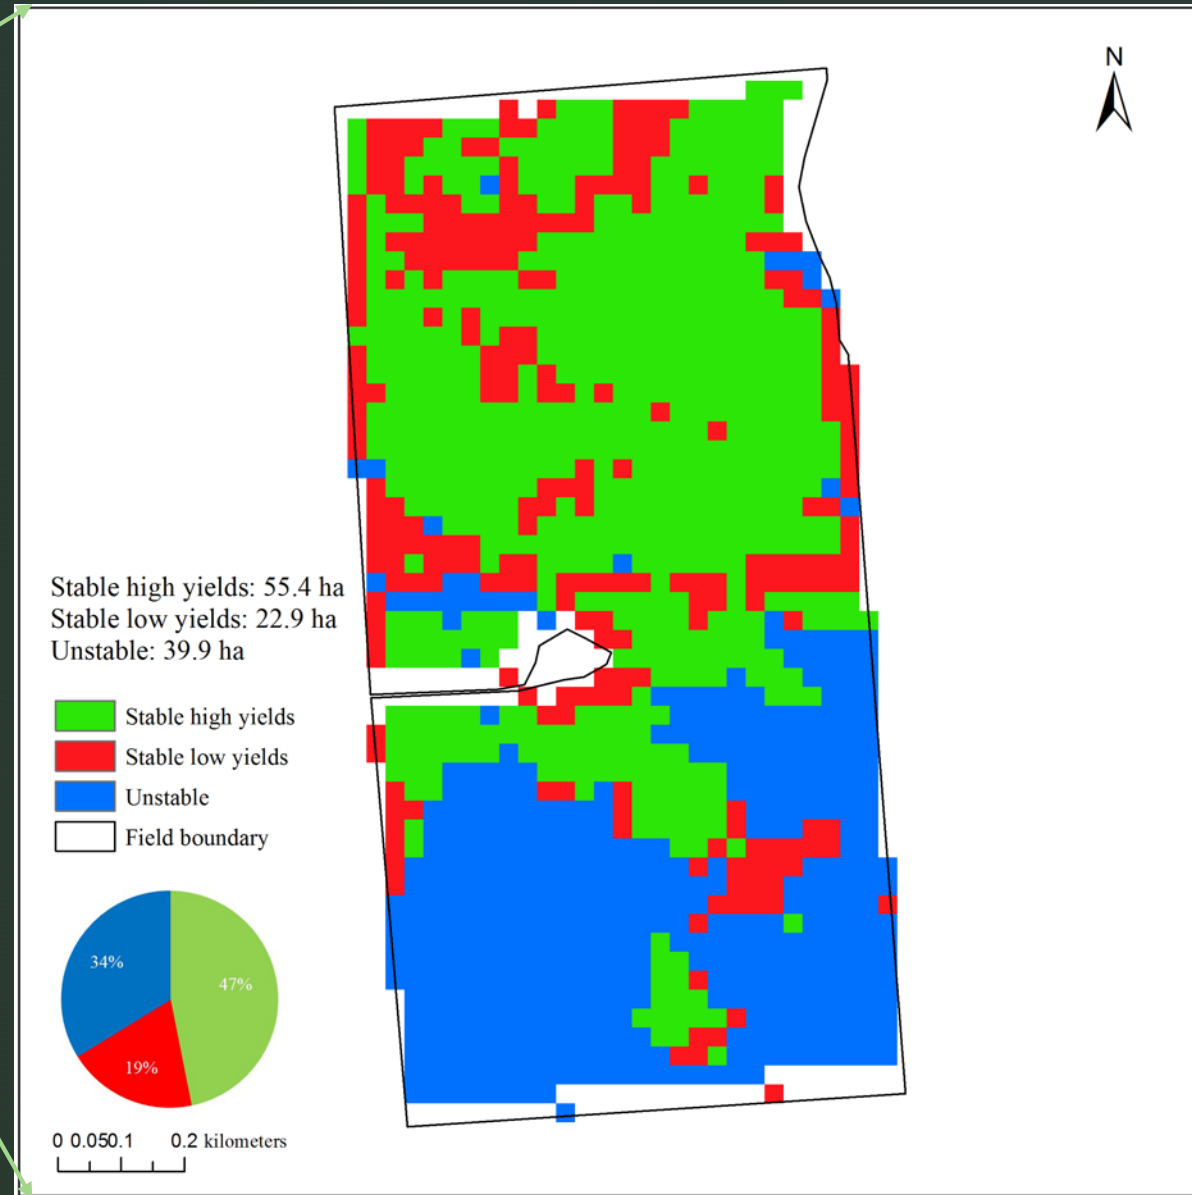 N
Stable high yields: 55.4 ha
Stable low yields: 22.9 ha
Unstable: 39.9 ha
Stable high yields
Stable low yields
Unstable
Field boundary
34%
47%
19%
0 0.050.1 0.2 kilometers